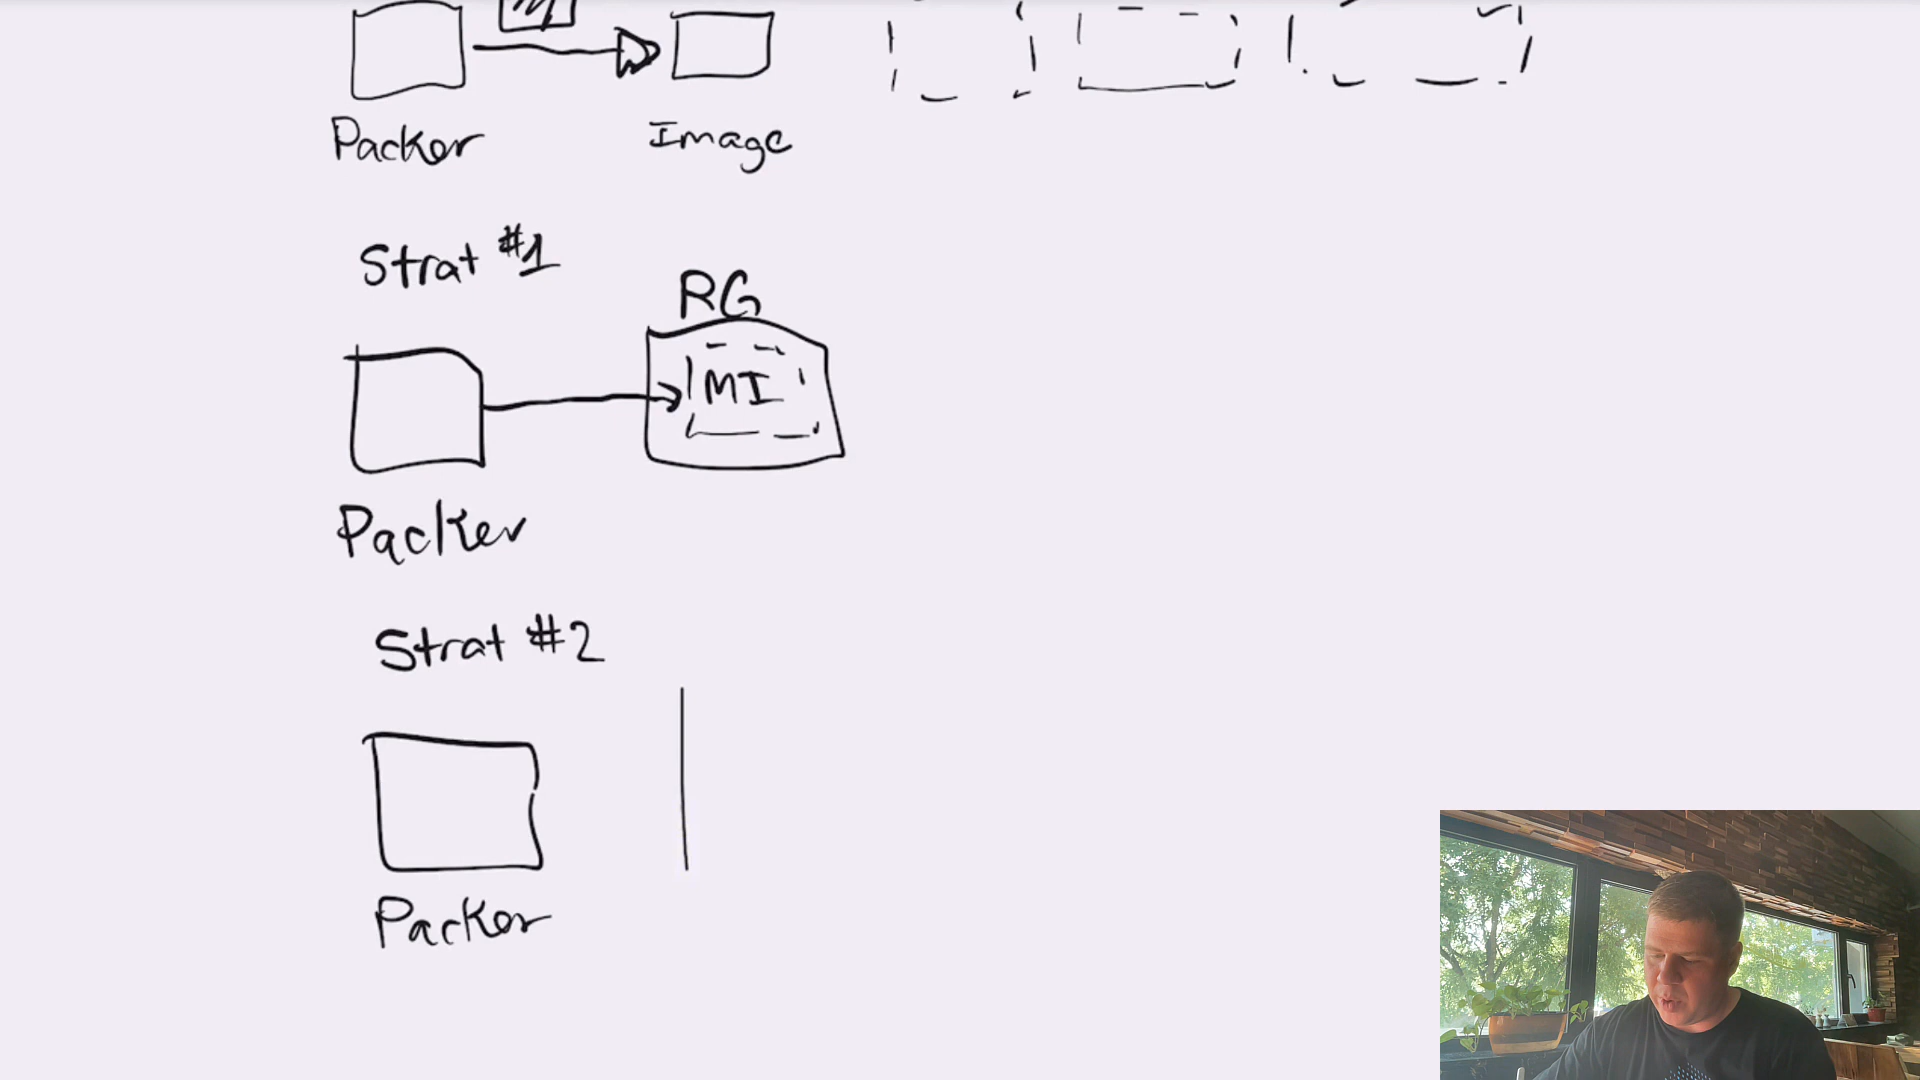 Packer
Image
Strat #1
RG
MI
Packer
Strat #2
Packer